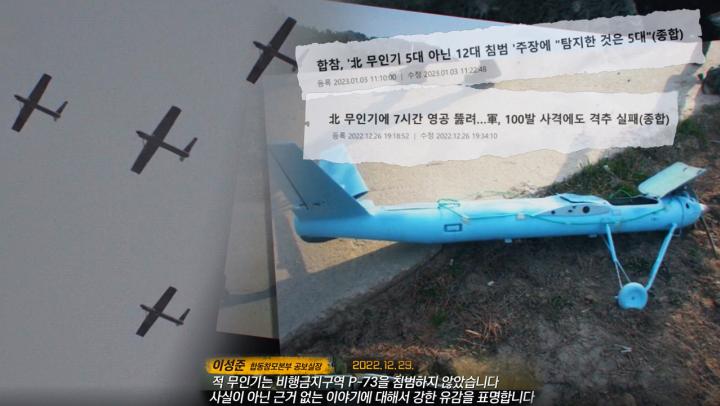 합참, '北 무인기 5대 아닌 12대 침범 '주장에 "탐지한 것은 5대"(종합)
등록 2023.01.03 11:10:00 | 수정 2023.01.03 11:22:48
北 무인기에 7시간 영공 뚫려...軍, 100발 사격에도 격추 실패(종합)
등록 2022.12.26 19:18:52 | 수정 2022.12.26 19:34:10
이성준 합동참모본부 공보실장 2022.12.29.
적 무인기는 비행금지구역 P-73을 침범하지 않았습니다
사실이 아닌 근거 없는 이야기에 대해서 강한 유감을 표명합니다